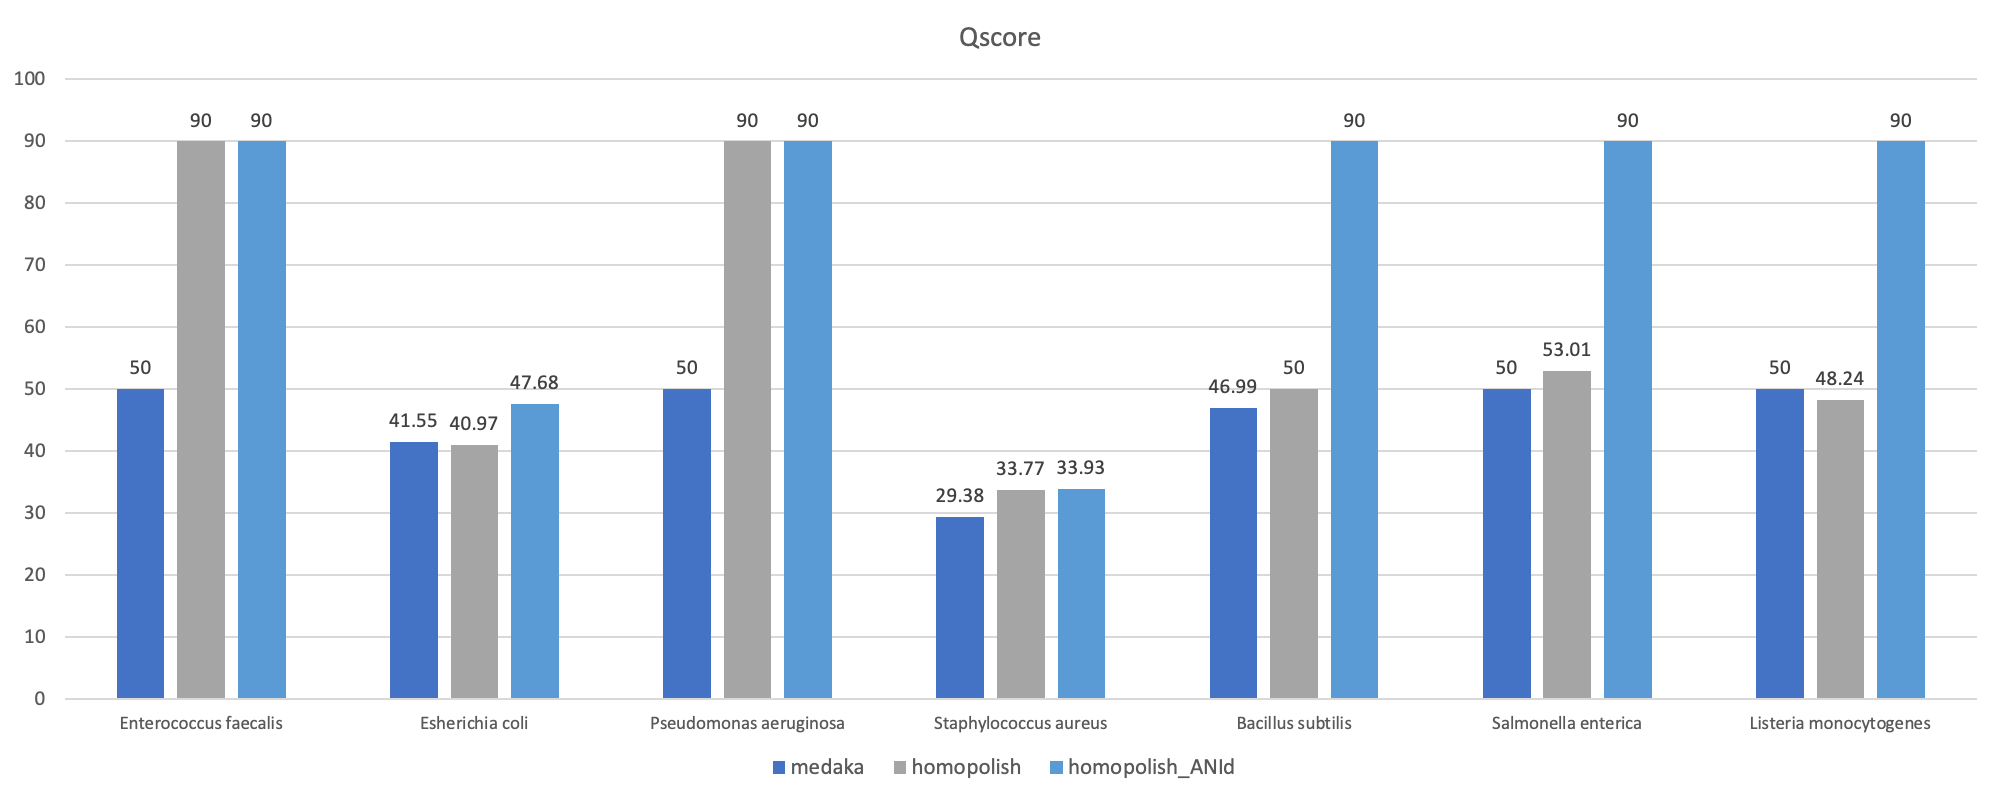 Qscore
100
90
80
70
60
50
40
30
20
10
0
50 90 90
41.55 40.97 47.68
50 90 90
29.38 33.77 33.93
46.99 50 90
50 53.01 90
50 48.24 90
Enterococcus faecalis Esherichia coli Pseudomonas aeruginosa Staphylococcus aureus Bacillus subtilis Salmonella enterica Listeria monocytogenes
medaka homopolish homopolish_ANId